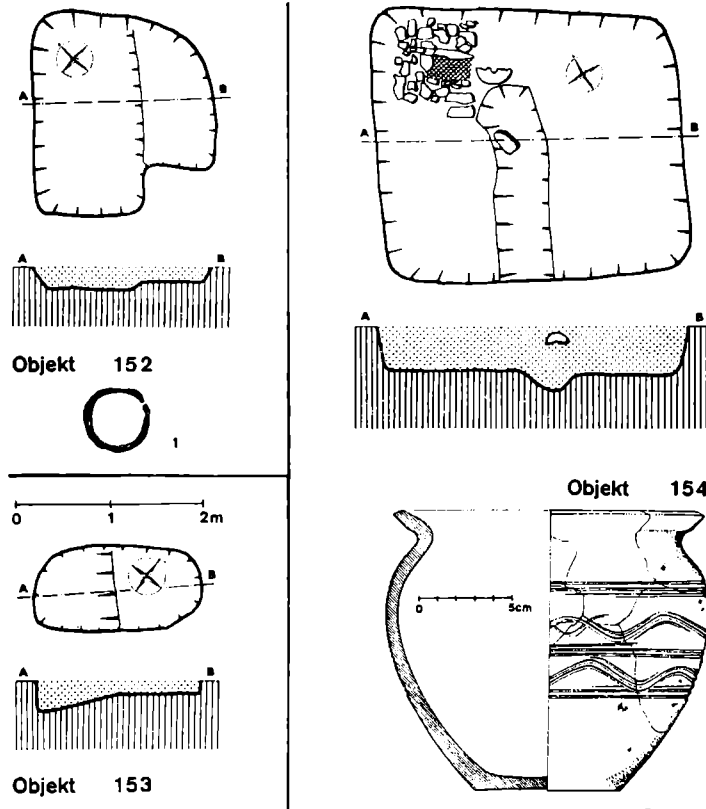 A B
A B
Objekt 152
1
0 1 2m
A B
A B
Objekt 153
A B
A B
Objekt 154
0 5cm